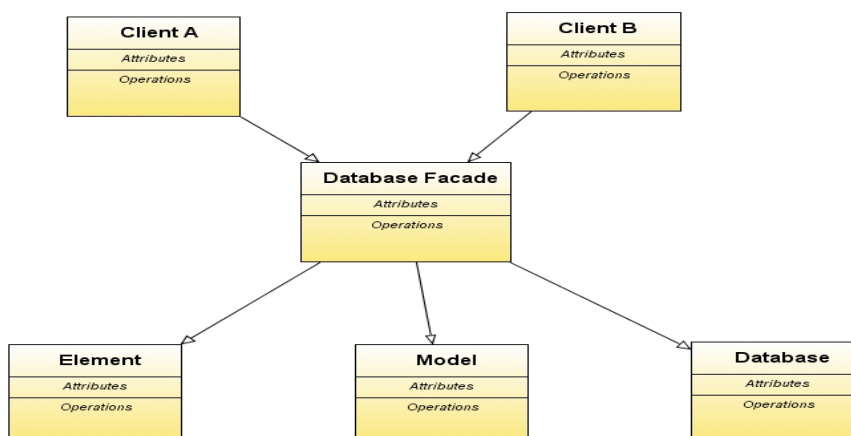 Client A
Attributes
Operations
Client B
Attributes
Operations
Database Facade
Attributes
Operations
Element
Attributes
Operations
Model
Attributes
Operations
Database
Attributes
Operations